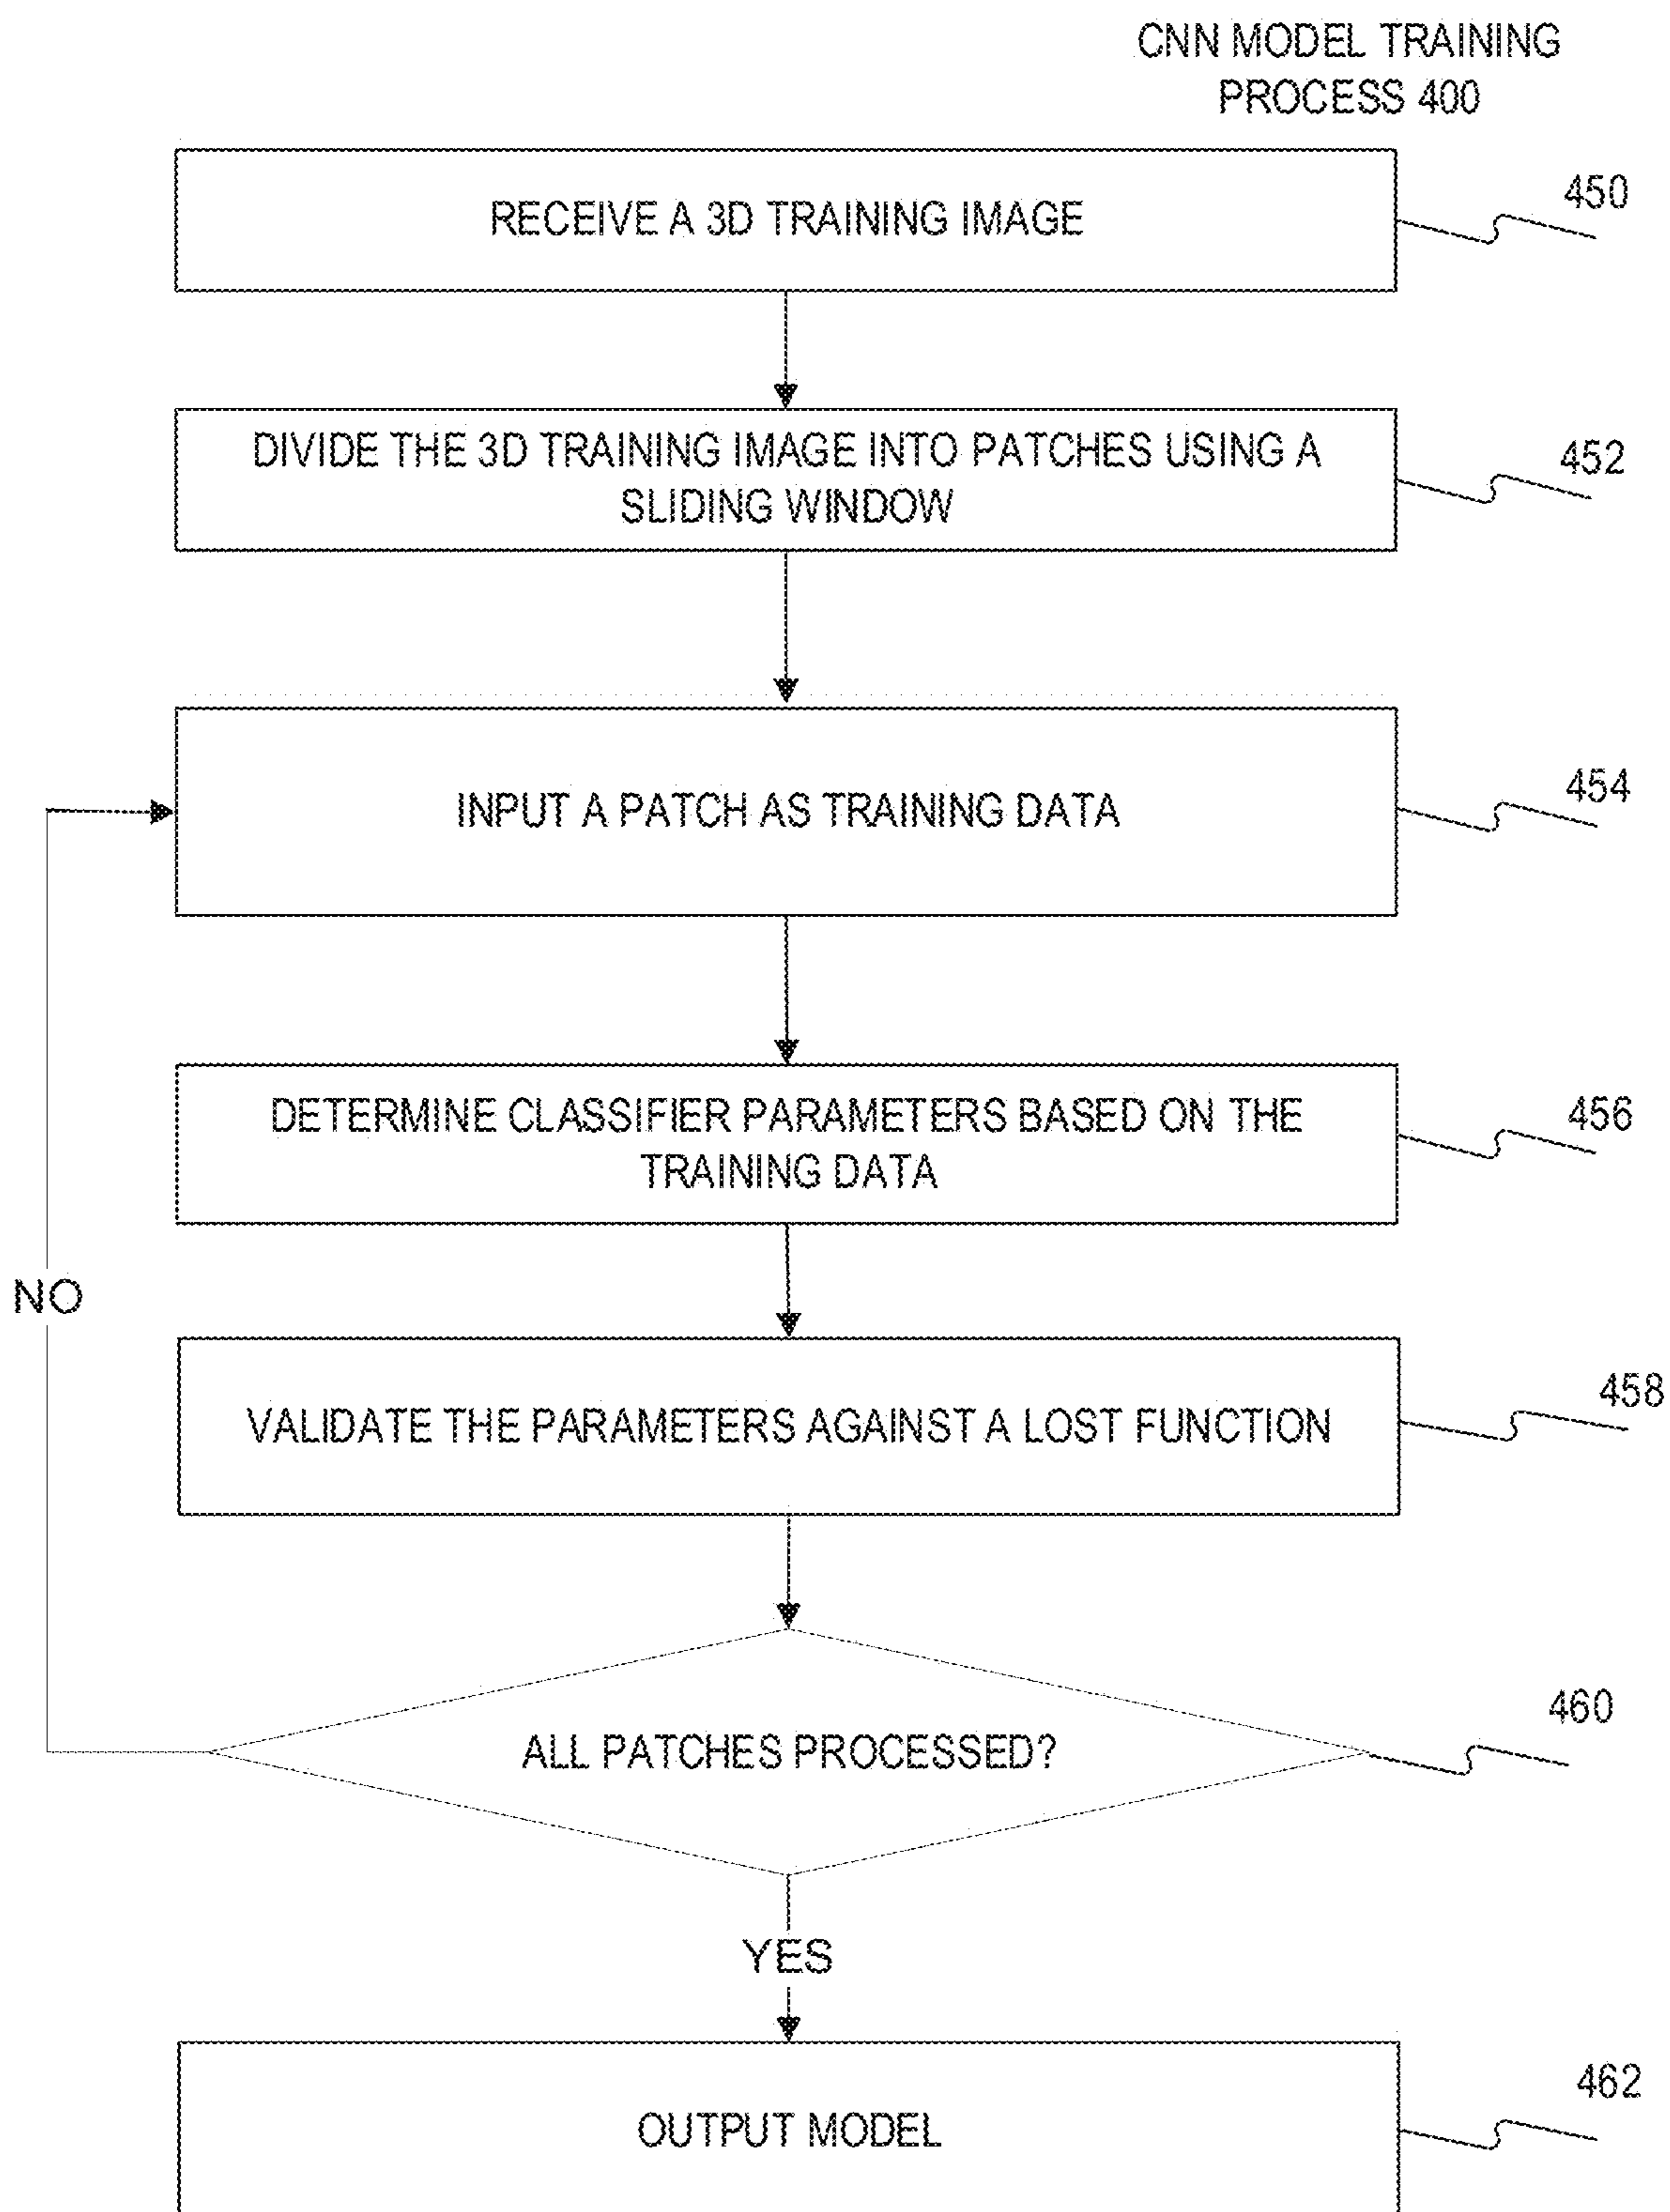 CNN MODEL TRAINING
PROCESS 400
RECEIVE A 3D TRAINING IMAGE
450
DIVIDE THE 3D TRAINING IMAGE INTO PATCHES USING A
SLIDING WINDOW
452
INPUT A PATCH AS TRAINING DATA
454
DETERMINE CLASSIFIER PARAMETERS BASED ON THE
TRAINING DATA
456
NO
VALIDATE THE PARAMETERS AGAINST A LOST FUNCTION
458
ALL PATCHES PROCESSED?
460
YES
OUTPUT MODEL
462